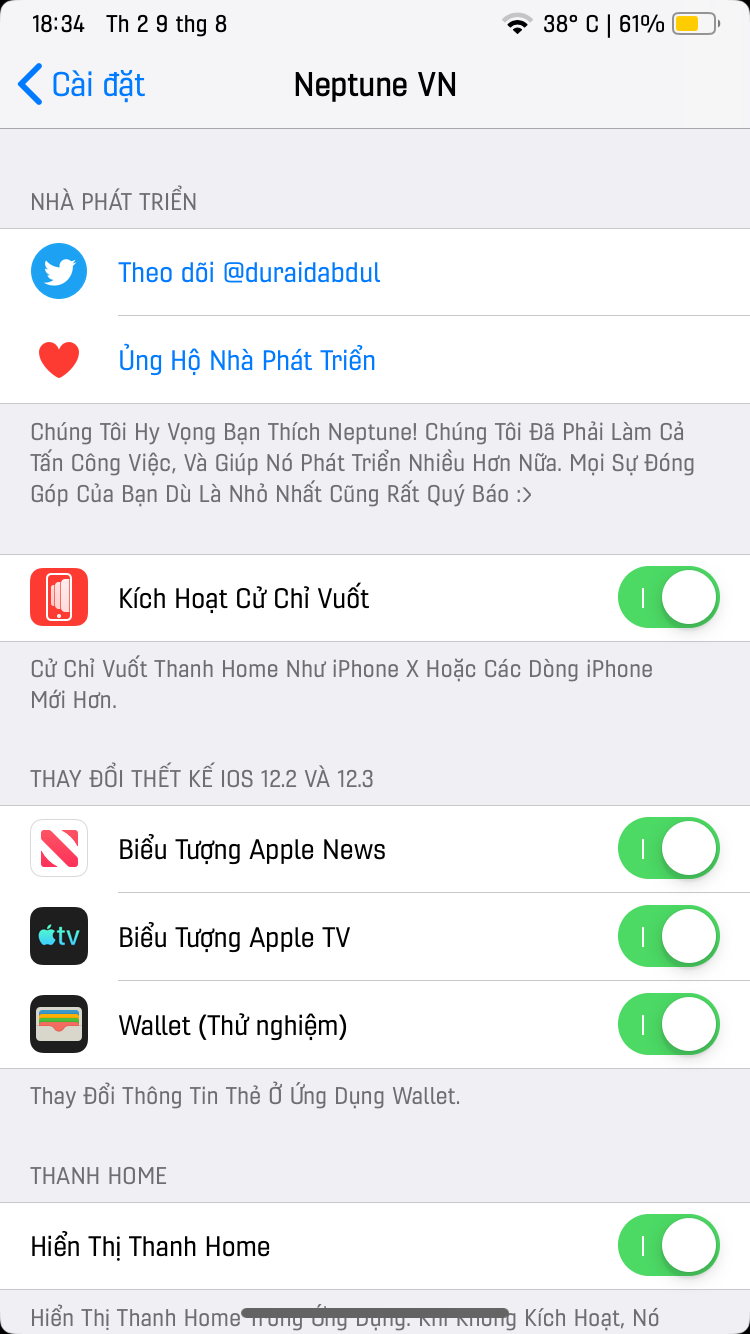 18:34 Th 2 9 thg 8 38° C | 61%
Cài đặt Neptune VN
NHÀ PHÁT TRIỂN
Theo dõi @duraidabdul
Ủng Hộ Nhà Phát Triển
Chúng Tôi Hy Vọng Bạn Thích Neptune! Chúng Tôi Đã Phải Làm Cả
Tấn Công Việc, Và Giúp Nó Phát Triển Nhiều Hơn Nữa. Mọi Sự Đóng
Góp Của Bạn Dù Là Nhỏ Nhất Cũng Rất Quý Báo :>
Kích Hoạt Cử Chỉ Vuốt
Cử Chỉ Vuốt Thanh Home Như iPhone X Hoặc Các Dòng iPhone
Mới Hơn.
THAY ĐỔI THẾT KẾ IOS 12.2 VÀ 12.3
Biểu Tượng Apple News
tv
Biểu Tượng Apple TV
Wallet (Thử nghiệm)
Thay Đổi Thông Tin Thẻ Ở Ứng Dụng Wallet.
THANH HOME
Hiển Thị Thanh Home
Hiển Thị Thanh Home Trong Ứng Dụng. Khi Không Kích Hoạt, Nó